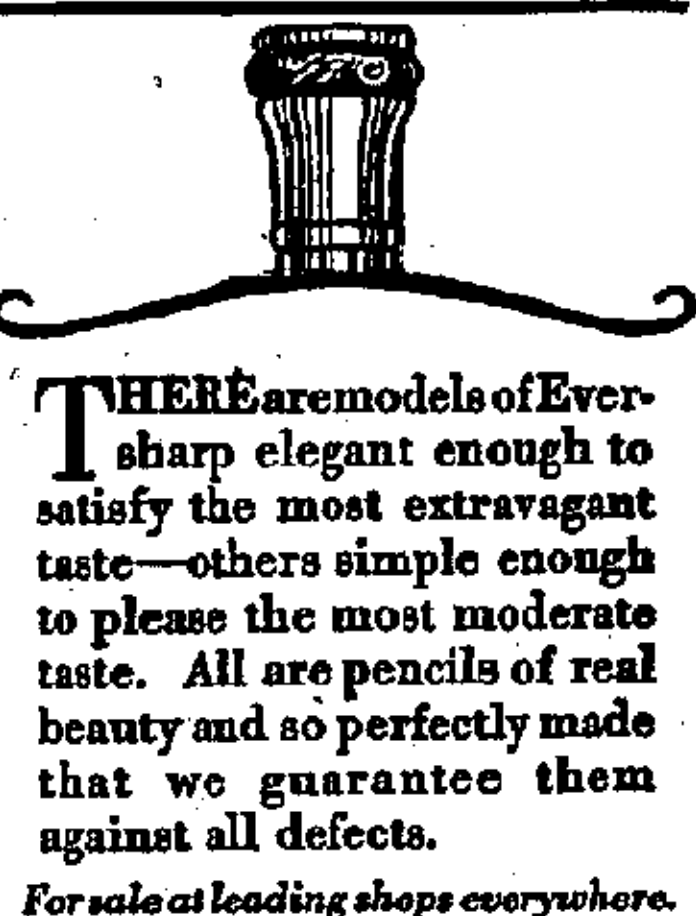 THERE are models of Ever-
sharp elegant enough to
satisfy the most extravagant
taste—others simple enough
to please the most moderate
taste. All are pencils of real
beauty and so perfectly made
that we guarantee them
against all defects.
For sale at leading shops everywhere.